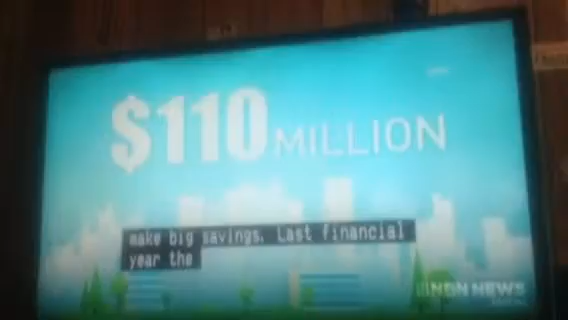 $110 MILLION
make big savings. Last financial
year the
NBN NEWS